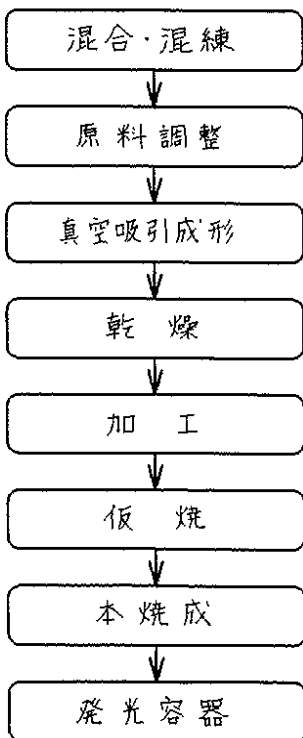 混合・混練
原料調整
真空吸引成形
乾燥
加工
仮焼
本焼成
発光容器